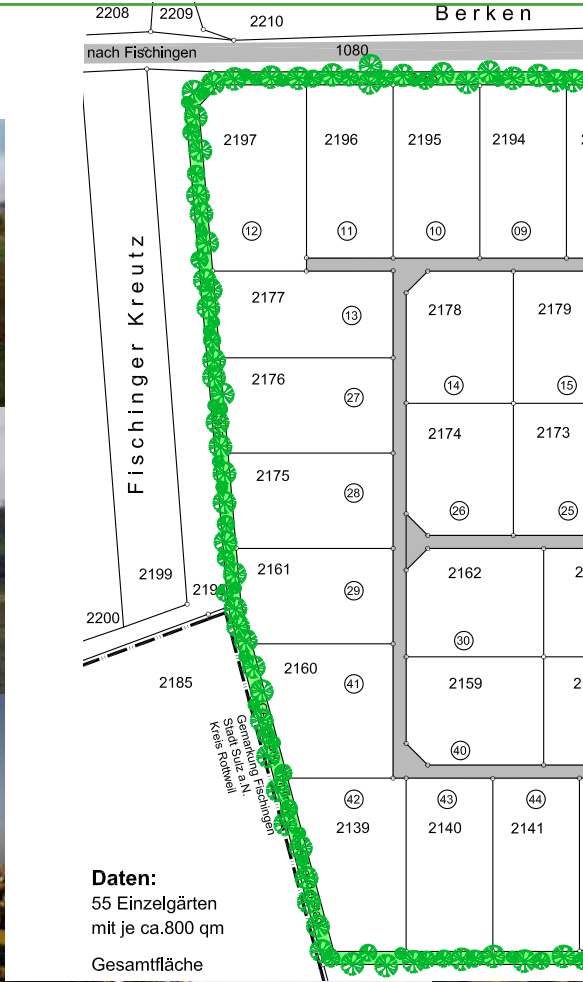 2208 2209 2210 Berken
nach Fischingen 1080
2197 2196 2195 2194
12 11 10 09
Fischinger Kreutz
2177 2178 2179
13
2176 14 15
27
2174 2173
2175
28 26 25
2161 2162
2199
29
2200 30
2160 2159
2185 41
Gemarkung Fischingen
Stadt Sulz a.N.
Kreis Rottweil
40
42 43 44
2139 2140 2141
Daten:
55 Einzelgärten
mit je ca.800 qm
Gesamtfläche